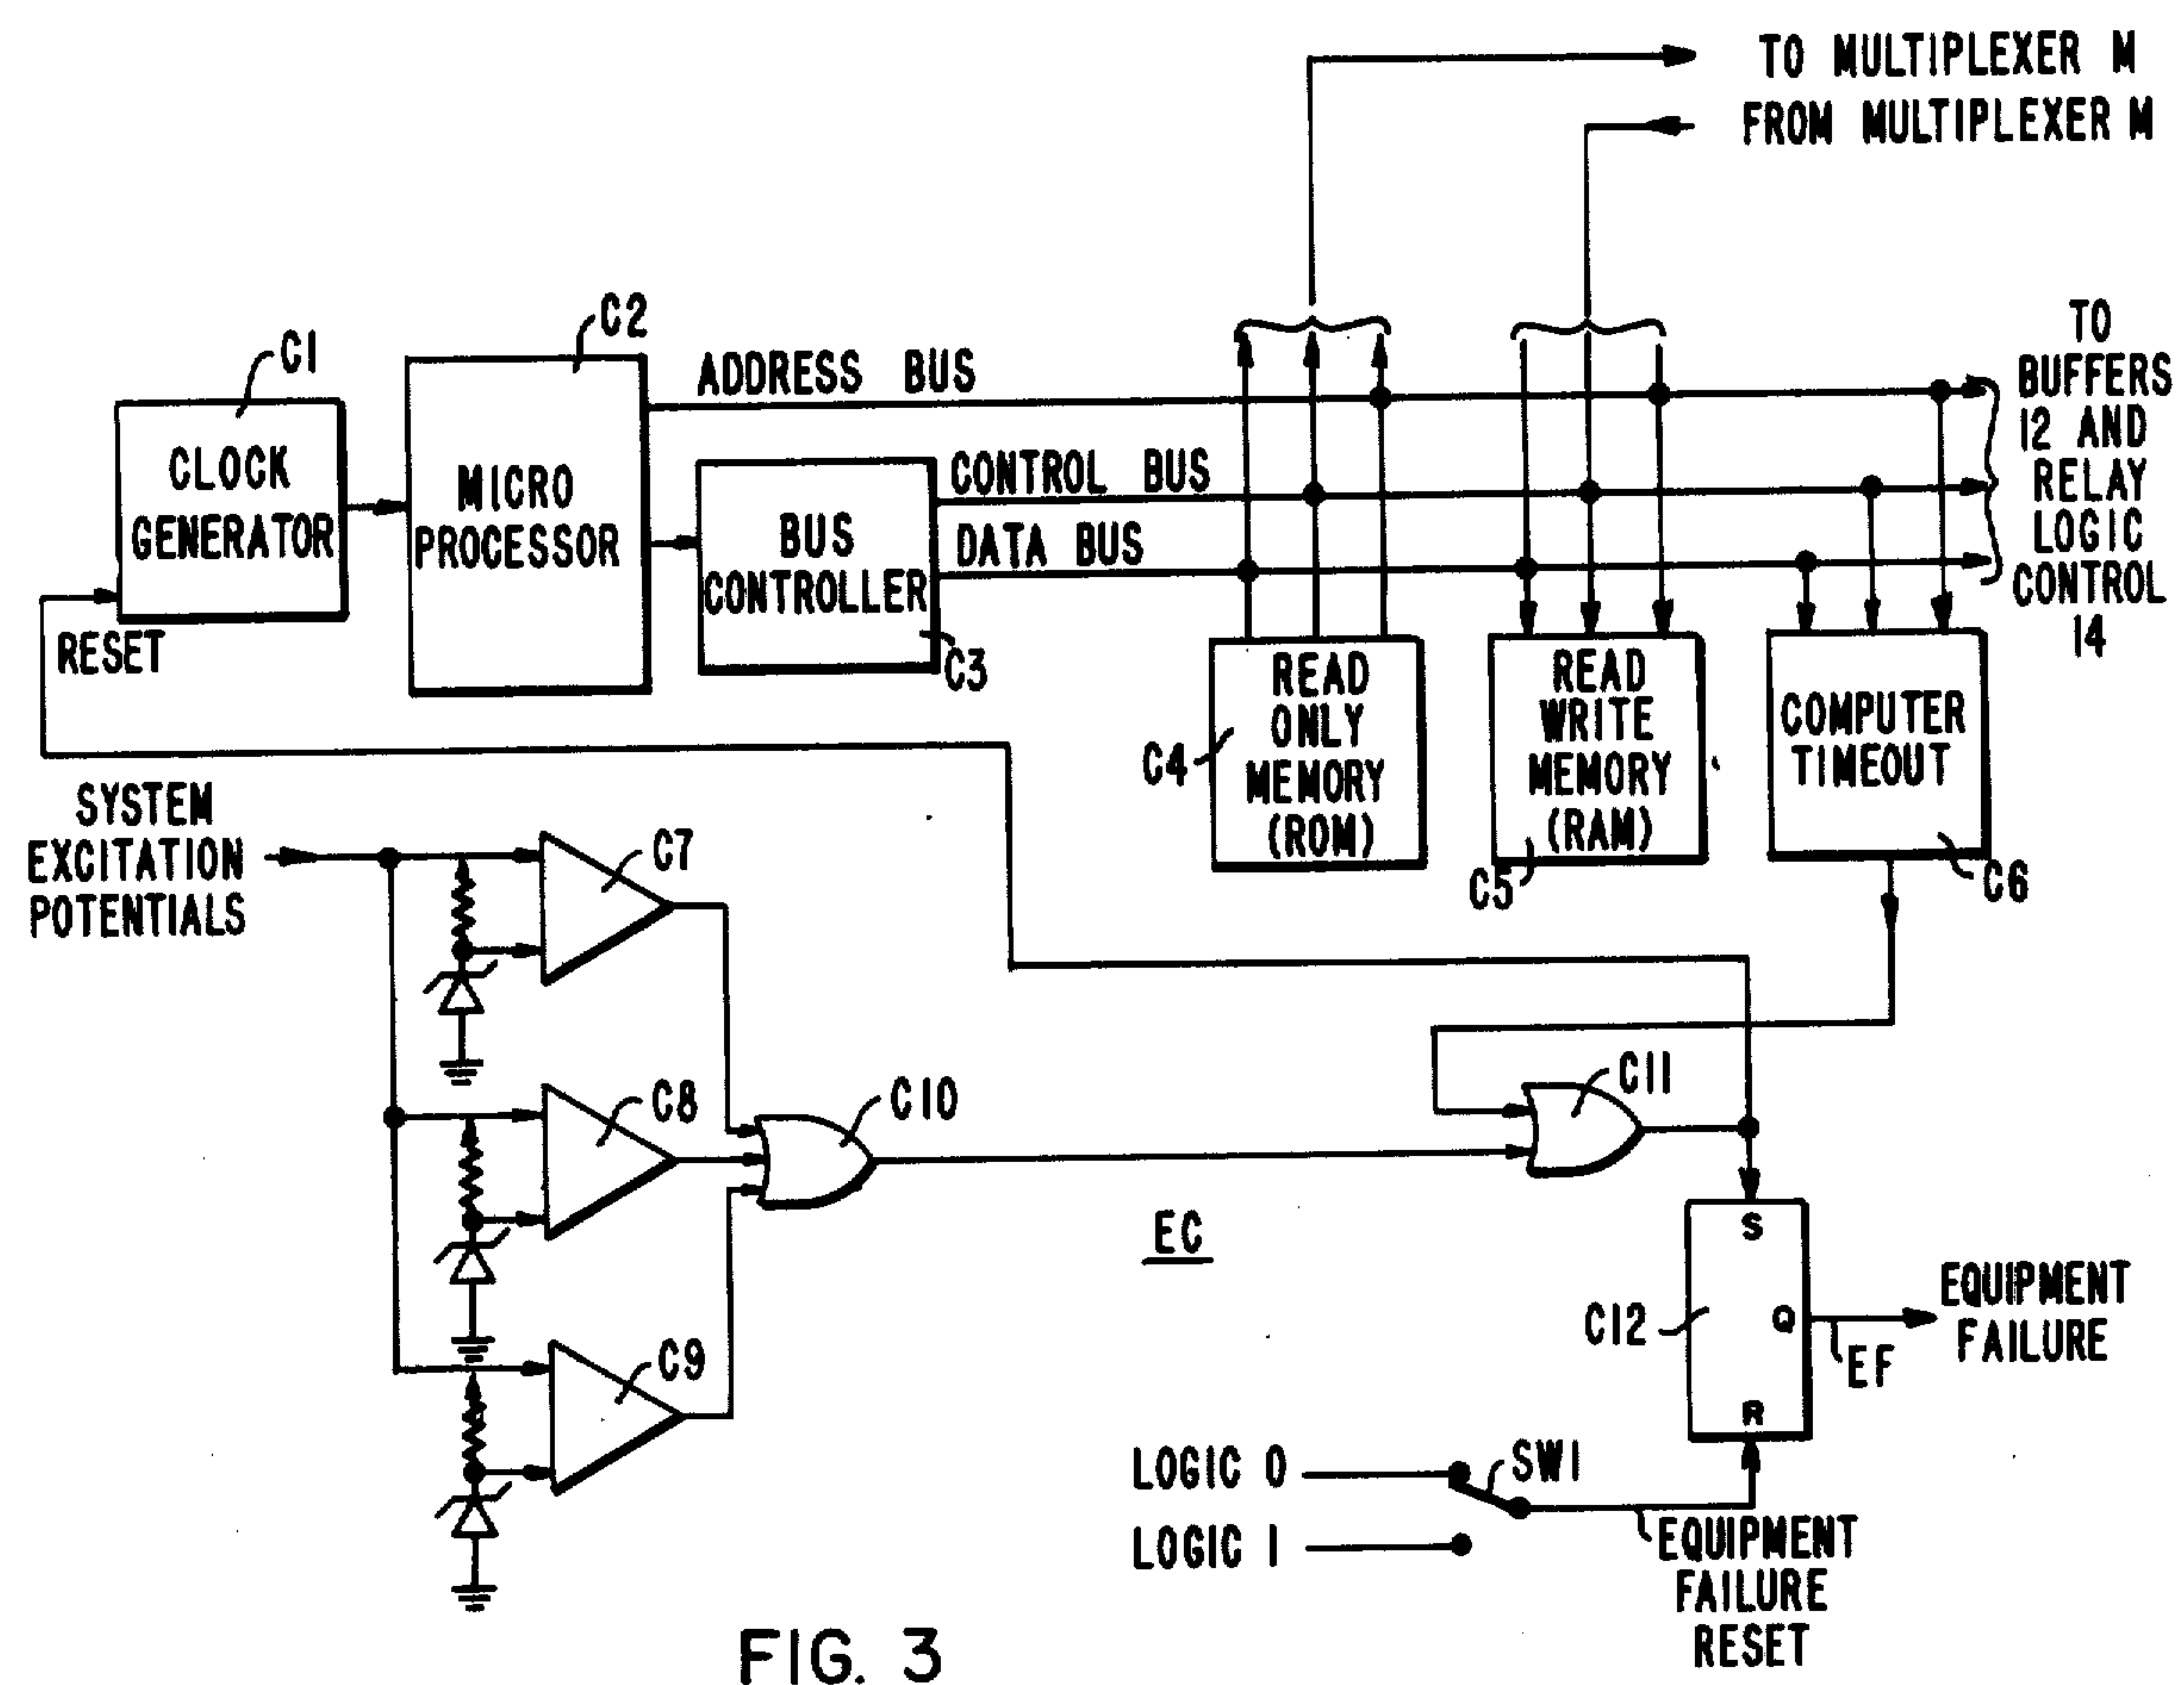 TO MULTIPLEXER M
FROM MULTIPLEXER M
C1
C2
ADDRESS BUS
TO
BUFFERS
12 AND
RELAY
LOGIC
CONTROL
14
CLOCK
GENERATOR
MICRO
PROCESSOR
CONTROL BUS
DATA BUS
BUS
CONTROLLER
C3
RESET
READ
ONLY
MEMORY
(ROM)
C4
READ
WRITE
MEMORY
(RAM)
C5
COMPUTER
TIMEOUT
C6
SYSTEM
EXCITATION
POTENTIALS
C7
C8
C10
C11
EC
C9
S
C12
Q
R
EQUIPMENT
FAILURE
EF
LOGIC 0
SW1
LOGIC 1
EQUIPMENT
FAILURE
RESET
FIG. 3